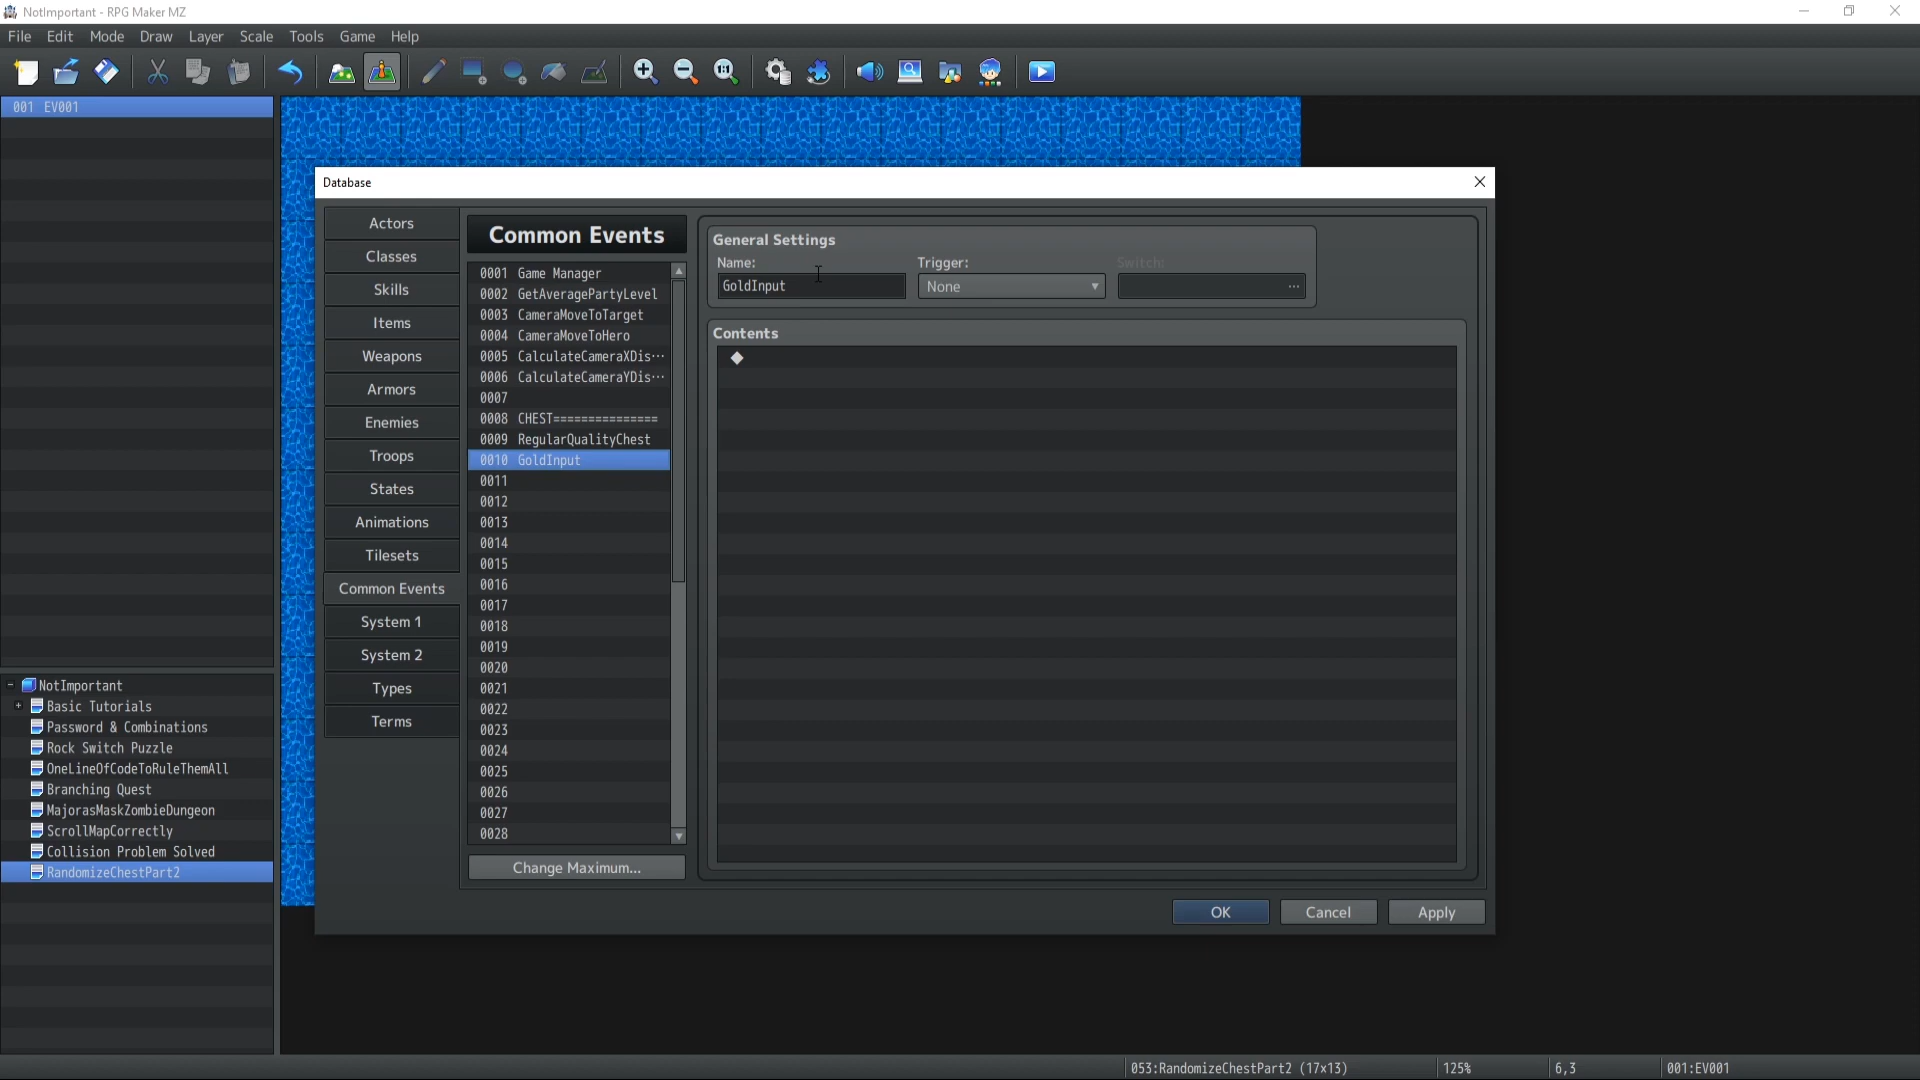 NotImportant - RPG Maker MZ
File Edit Mode Draw Layer Scale Tools Game Help
001 EV001
Database
Actors
Classes
Skills
Items
Weapons
Armors
Enemies
Troops
States
Animations
Tilesets
Common Events
System 1
System 2
Types
Terms
Common Events
0001 Game Manager
0002 GetAveragePartyLevel
0003 CameraMoveToTarget
0004 CameraMoveToHero
0005 CalculateCameraXDis…
0006 CalculateCameraYDis…
0007
0008 CHEST===============
0009 RegularQualityChest
0010 GoldInput
0011
0012
0013
0014
0015
0016
0017
0018
0019
0020
0021
0022
0023
0024
0025
0026
0027
0028
Change Maximum...
General Settings
Name: Trigger: Switch:
GoldInput None ...
Contents
OK Cancel Apply
NotImportant
Basic Tutorials
Password & Combinations
Rock Switch Puzzle
OneLineOfCodeToRuleThemAll
Branching Quest
MajorasMaskZombieDungeon
ScrollMapCorrectly
Collision Problem Solved
RandomizeChestPart2
053:RandomizeChestPart2 (17x13) 125% 6,3 001:EV001